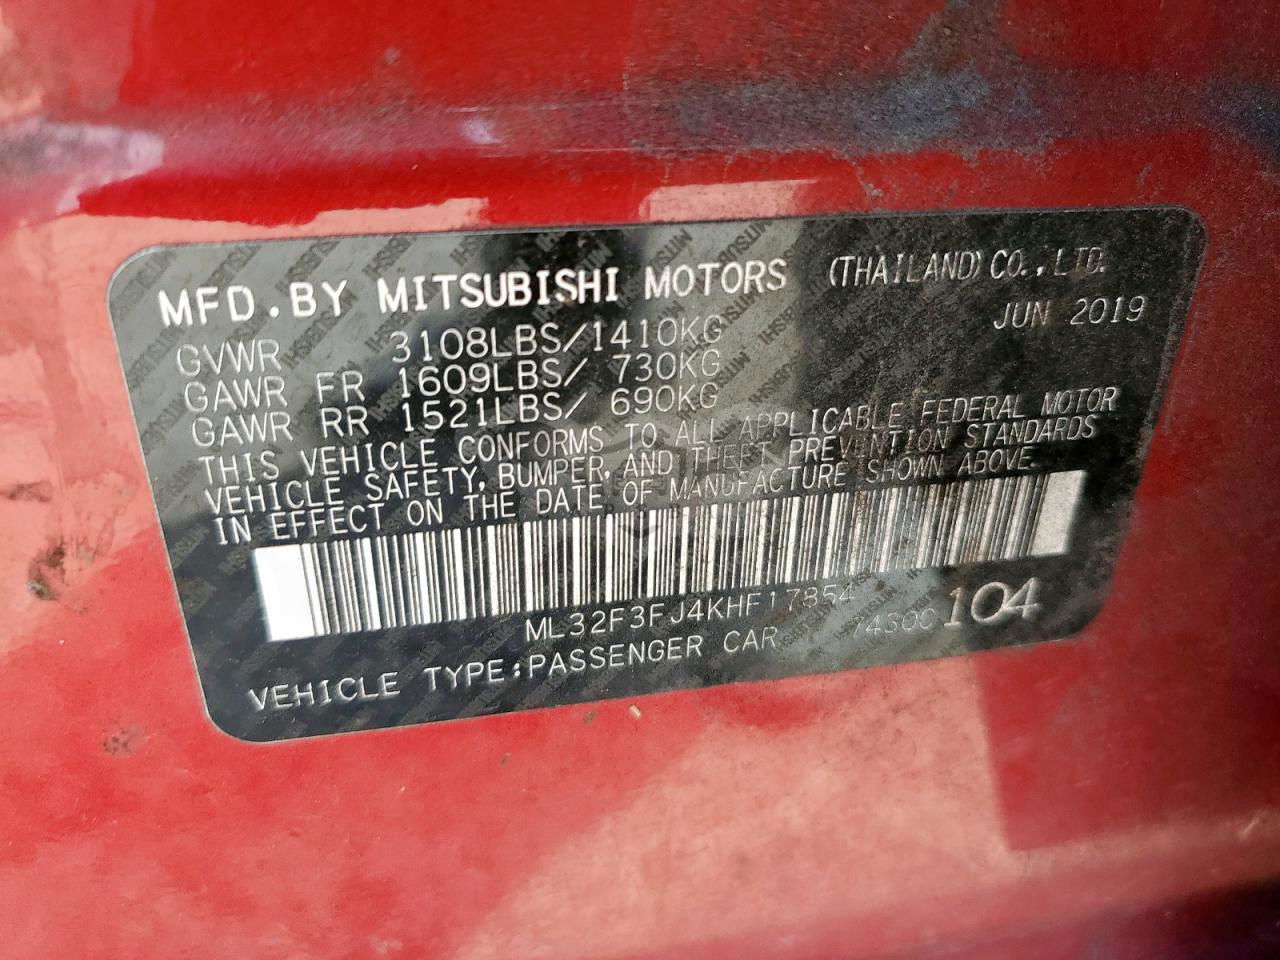 MFD.BY MITSUBISHI MOTORS (THAILAND) CO.,LTD.
JUN 2019
GVWR 3108LBS/1410KG
GAWR FR 1609LBS/ 730KG
GAWR RR 1521LBS/ 690KG
THIS VEHICLE CONFORMS TO ALL APPLICABLE FEDERAL MOTOR
VEHICLE SAFETY, BUMPER, AND THEFT PREVENTION STANDARDS
IN EFFECT ON THE DATE OF MANUFACTURE SHOWN ABOVE.
ML32F3FJ4KHF17854
7430C 104
VEHICLE TYPE:PASSENGER CAR